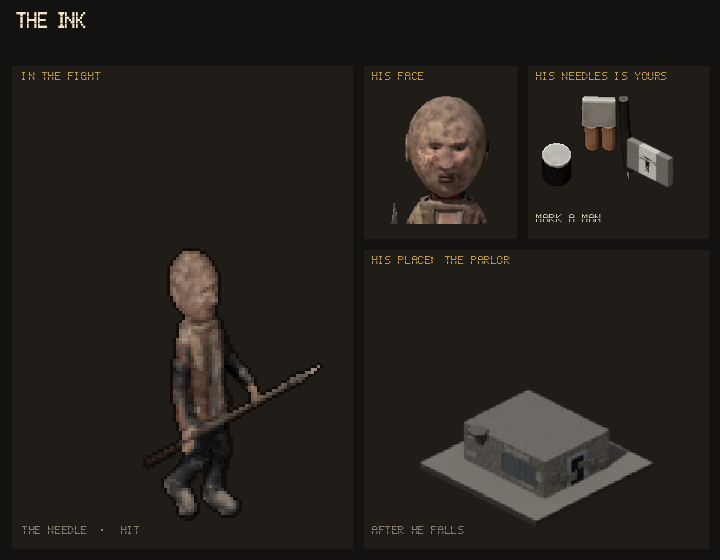 THE INK
IN THE FIGHT
HIS FACE
HIS NEEDLES IS YOURS
MARK A MAN
HIS PLACE: THE PARLOR
THE NEEDLE · HIT
AFTER HE FALLS